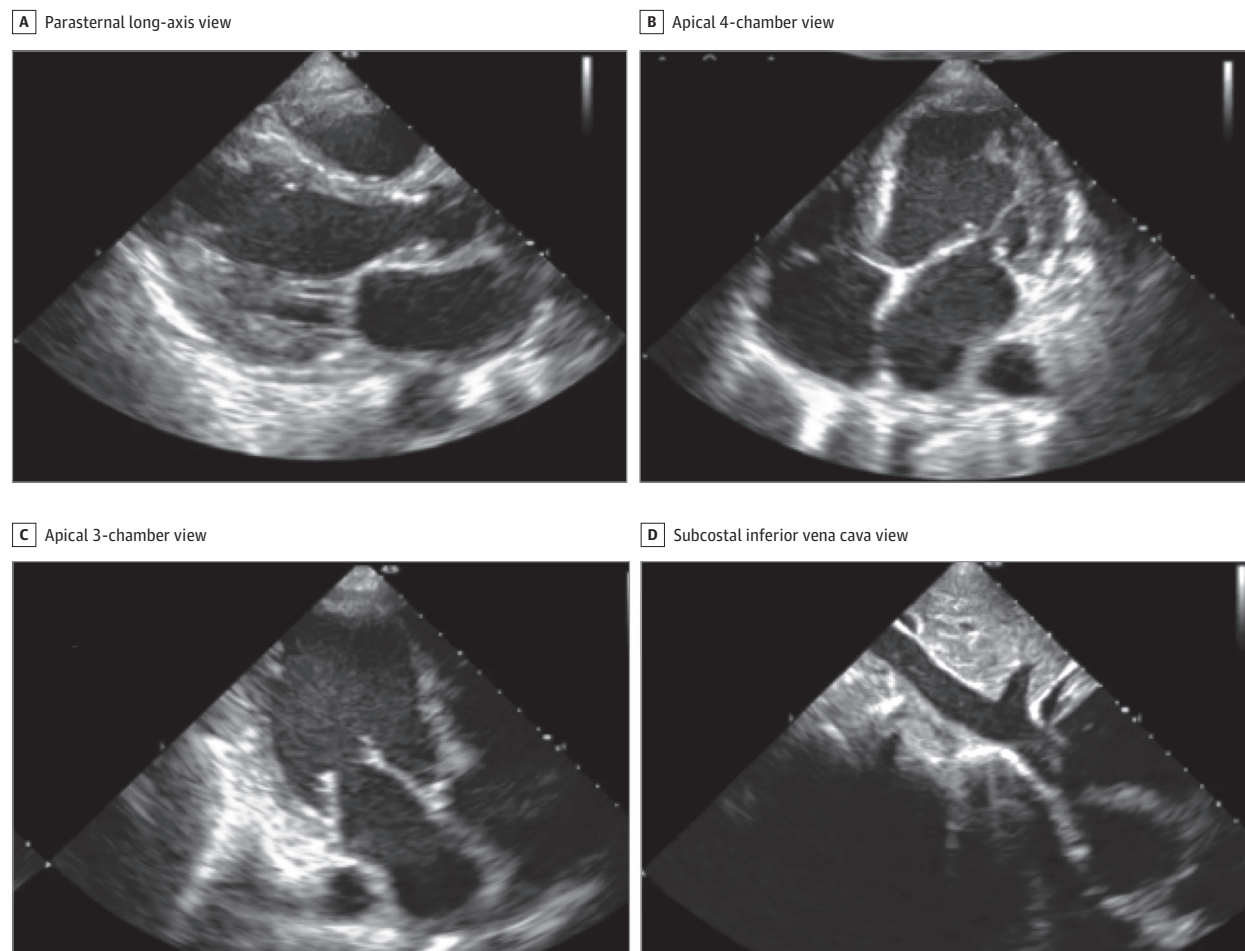 A Parasternal long-axis view
B Apical 4-chamber view
C Apical 3-chamber view
D Subcostal inferior vena cava view